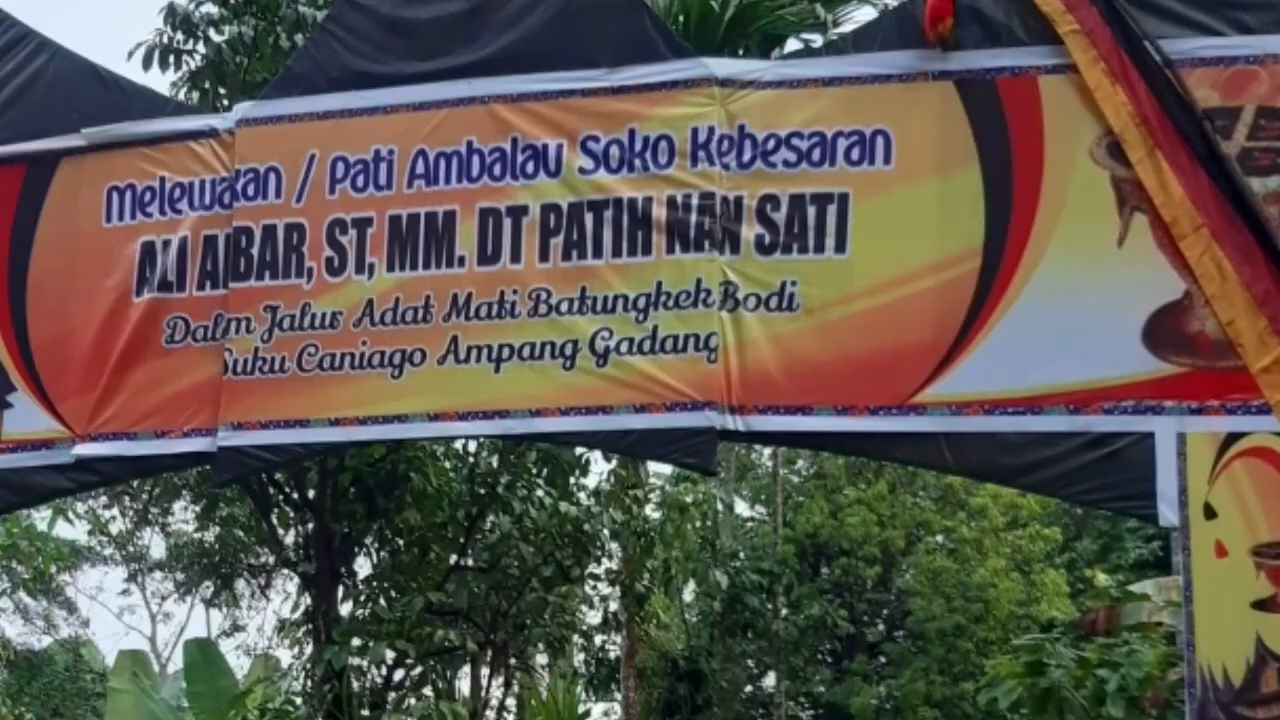 Melewakan / Pati Ambalau Soko Kebesaran
ALI AKBAR, ST, MM. DT PATIH NAN SATI
Dalm Jalur Adat Mati Batungkek Bodi
Suku Caniago Ampang Gadang